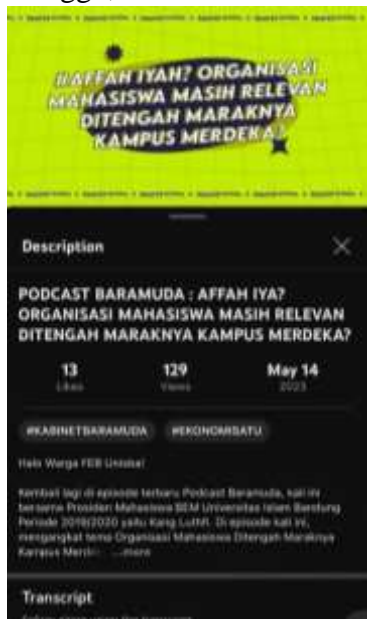 AFFAH IYAH? ORGANISASI
MAHASISWA MASIH RELEVAN
DITENGAH MARAKNYA
KAMPUS MERDEKA?
Description
PODCAST BARAMUDA : AFFAH IYA?
ORGANISASI MAHASISWA MASIH RELEVAN
DITENGAH MARAKNYA KAMPUS MERDEKA?
13 129 May 14
Likes Views 2023
#KABINETBARAMUDA #EKONOMISATU
Halo Warga FEB Unisba!
Kembali lagi di episode terbaru Podcast Baramuda, kali ini
bersama Presiden Mahasiswa BEM Universitas Islam Bandung
Periode 2019/2020 yaitu Kang Luthfi. Di episode kali ini,
mengangkat tema Organisasi Mahasiswa Ditengah Maraknya
Kampus ...more
Transcript